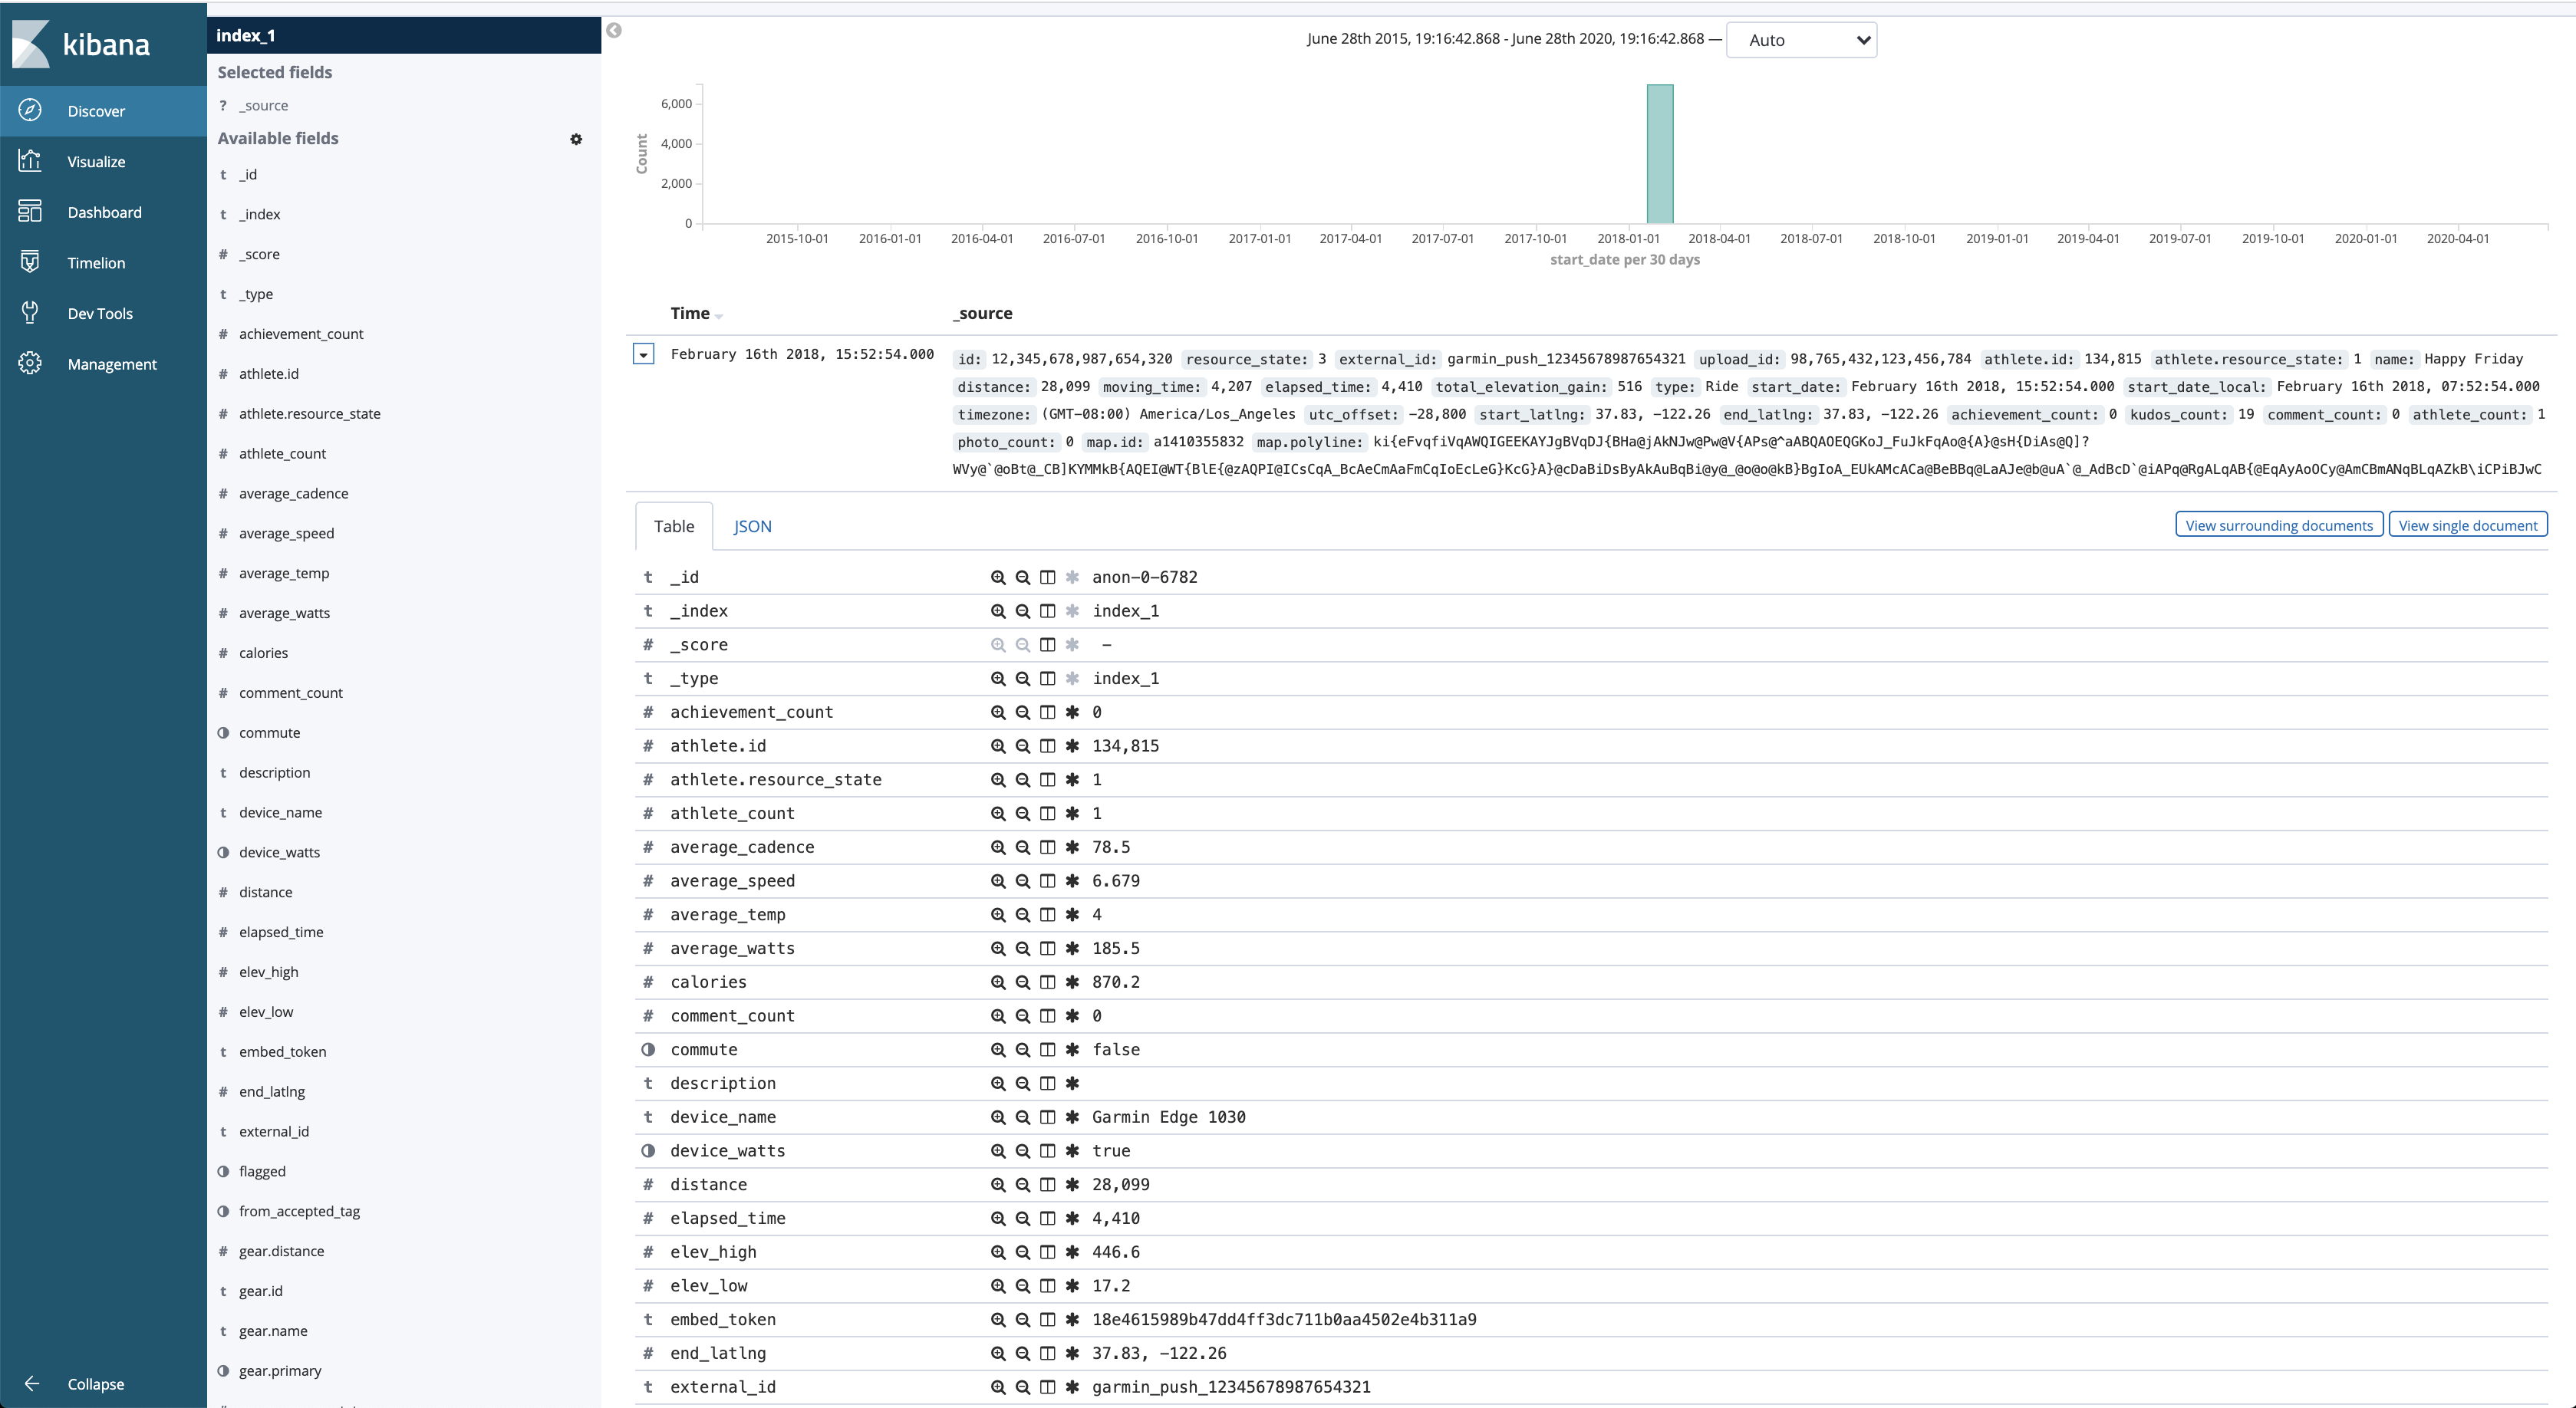 kibana
Discover
Visualize
Dashboard
Timelion
Dev Tools
Management
Collapse
index_1
Selected fields
? _source
Available fields
t _id
t _index
# _score
t _type
# achievement_count
# athlete.id
# athlete.resource_state
# athlete_count
# average_cadence
# average_speed
# average_temp
# average_watts
# calories
# comment_count
commute
t description
t device_name
device_watts
# distance
# elapsed_time
# elev_high
# elev_low
t embed_token
# end_latlng
t external_id
flagged
from_accepted_tag
# gear.distance
t gear.id
t gear.name
gear.primary
June 28th 2015, 19:16:42.868 - June 28th 2020, 19:16:42.868 — Auto
Count
6,000
4,000
2,000
0
2015-10-01 2016-01-01 2016-04-01 2016-07-01 2016-10-01 2017-01-01 2017-04-01 2017-07-01 2017-10-01 2018-01-01 2018-04-01 2018-07-01 2018-10-01 2019-01-01 2019-04-01 2019-07-01 2019-10-01 2020-01-01 2020-04-01
start_date per 30 days
Time _source
February 16th 2018, 15:52:54.000 id: 12,345,678,987,654,320 resource_state: 3 external_id: garmin_push_12345678987654321 upload_id: 98,765,432,123,456,784 athlete.id: 134,815 athlete.resource_state: 1 name: Happy Friday
distance: 28,099 moving_time: 4,207 elapsed_time: 4,410 total_elevation_gain: 516 type: Ride start_date: February 16th 2018, 15:52:54.000 start_date_local: February 16th 2018, 07:52:54.000
timezone: (GMT-08:00) America/Los_Angeles utc_offset: -28,800 start_latlng: 37.83, -122.26 end_latlng: 37.83, -122.26 achievement_count: 0 kudos_count: 19 comment_count: 0 athlete_count: 1
photo_count: 0 map.id: a1410355832 map.polyline: ki{eFvqfiVqAWQIGEEKAYJgBVqDJ{BHa@jAkNJw@Pw@V{APs@^aABQAOEQGKoJ_FuJkFqAo@{A}@sH{DiAs@Q]?
WVy@`@oBt@_CB]KYMMkB{AQEI@WT{BlE{@zAQPI@ICsCqA_BcAeCmAaFmCqIoEcLeG}KcG}A}@cDaBiDsByAkAuBqBi@y@_@o@o@kB}BgIoA_EUkAMcACa@BeBBq@LaAJe@b@uA`@_AdBcD`@iAPq@RgALqAB{@EqAyAoOCy@AmCBmANqBLqAZkB\iCPiBJwC
Table JSON View surrounding documents View single document
t _id anon-0-6782
t _index index_1
# _score -
t _type index_1
# achievement_count 0
# athlete.id 134,815
# athlete.resource_state 1
# athlete_count 1
# average_cadence 78.5
# average_speed 6.679
# average_temp 4
# average_watts 185.5
# calories 870.2
# comment_count 0
commute false
t description
t device_name Garmin Edge 1030
device_watts true
# distance 28,099
# elapsed_time 4,410
# elev_high 446.6
# elev_low 17.2
t embed_token 18e4615989b47dd4ff3dc711b0aa4502e4b311a9
# end_latlng 37.83, -122.26
t external_id garmin_push_12345678987654321